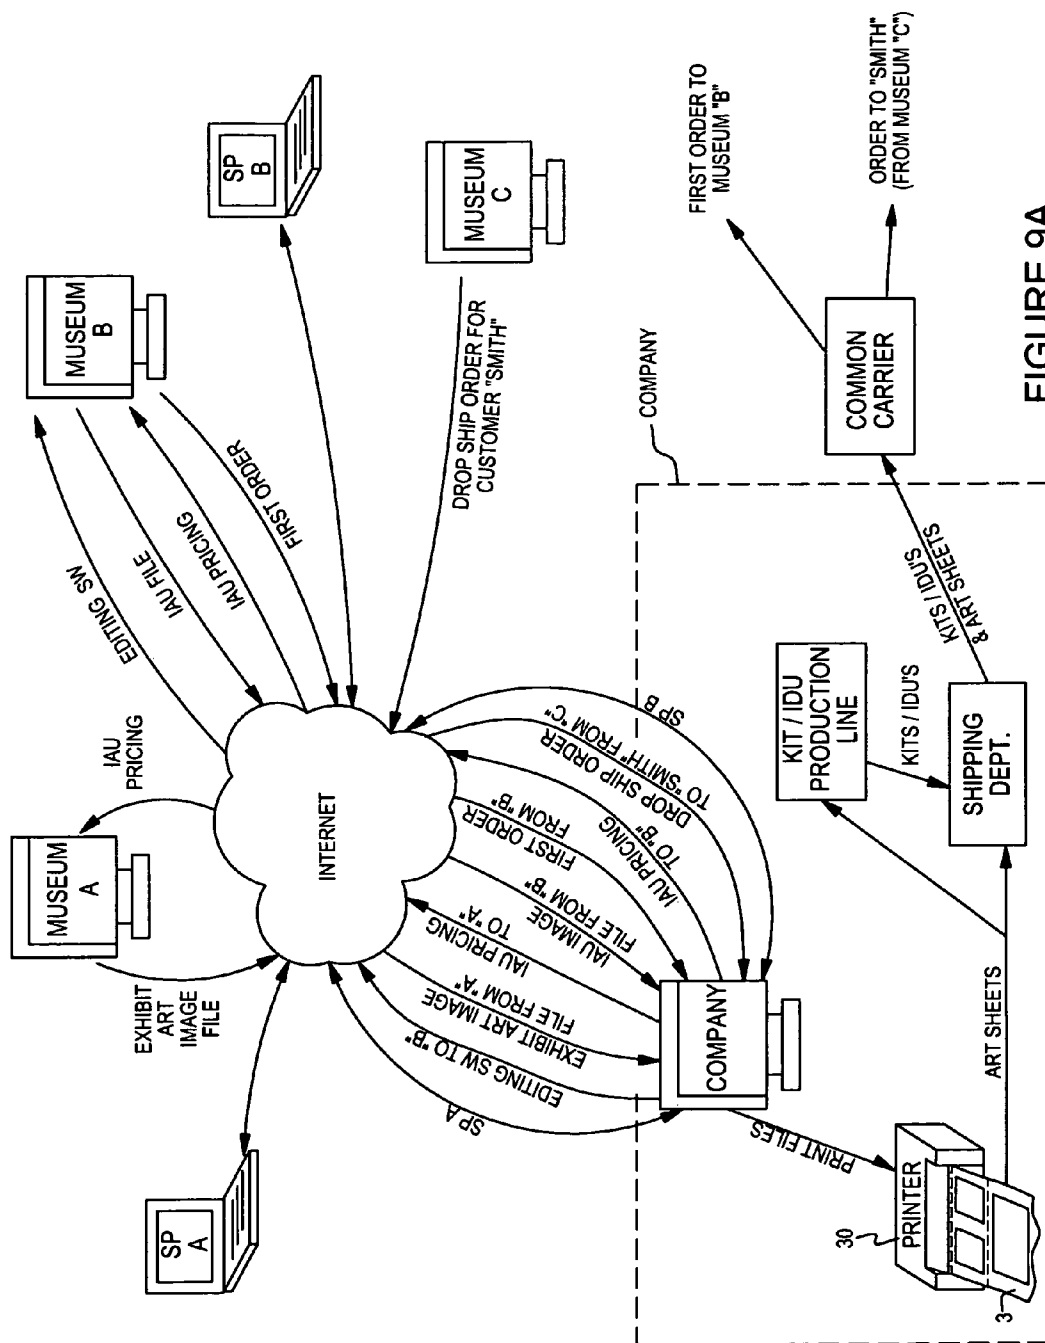 SP
B
MUSEUM
B
MUSEUM
C
FIRST ORDER TO
MUSEUM "B"
ORDER TO "SMITH"
(FROM MUSEUM "C")
EDITING SW
IAU FILE
IAU PRICING
FIRST ORDER
DROP SHIP ORDER FOR
CUSTOMER "SMITH"
COMPANY
COMMON
CARRIER
FIGURE 9A
MUSEUM
A
IAU
PRICING
EXHIBIT
ART
IMAGE
FILE
INTERNET
SP
A
SP A
EDITING SW TO "B"
EXHIBIT ART IMAGE
FILE FROM "A"
IAU PRICING
TO "A"
IAU IMAGE
FILE FROM "B"
FIRST ORDER
FROM "B"
IAU PRICING
TO "B"
DROP SHIP ORDER
TO "SMITH" FROM "C"
SP B
COMPANY
PRINT FILES
30
PRINTER
3
ART SHEETS
KIT / IDU
PRODUCTION
LINE
KITS / IDU'S
SHIPPING
DEPT.
KITS / IDU'S
& ART SHEETS